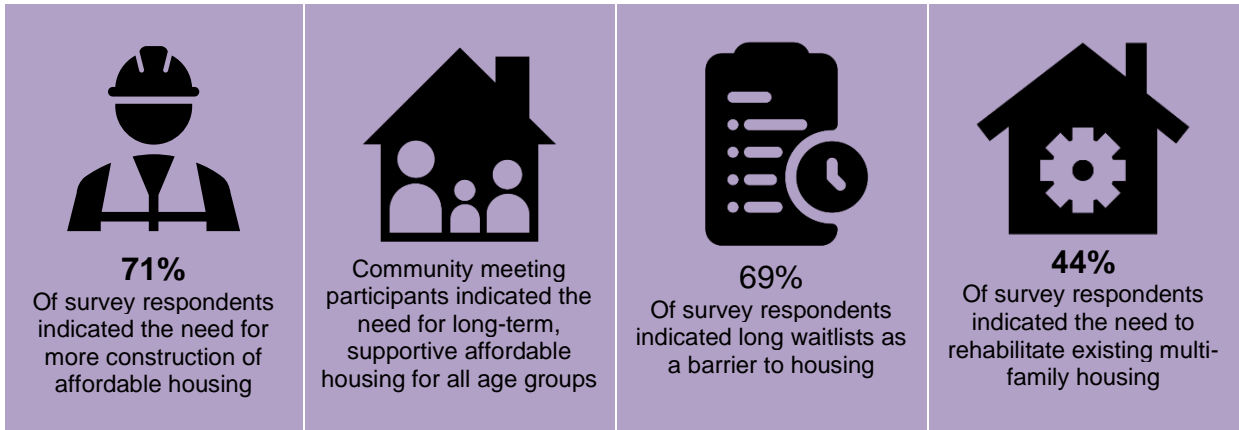 71%
Of survey respondents
indicated the need for
more construction of
affordable housing
Community meeting
participants indicated the
need for long-term,
supportive affordable
housing for all age groups
69%
Of survey respondents
indicated long waitlists as
a barrier to housing
44%
Of survey respondents
indicated the need to
rehabilitate existing multi-
family housing